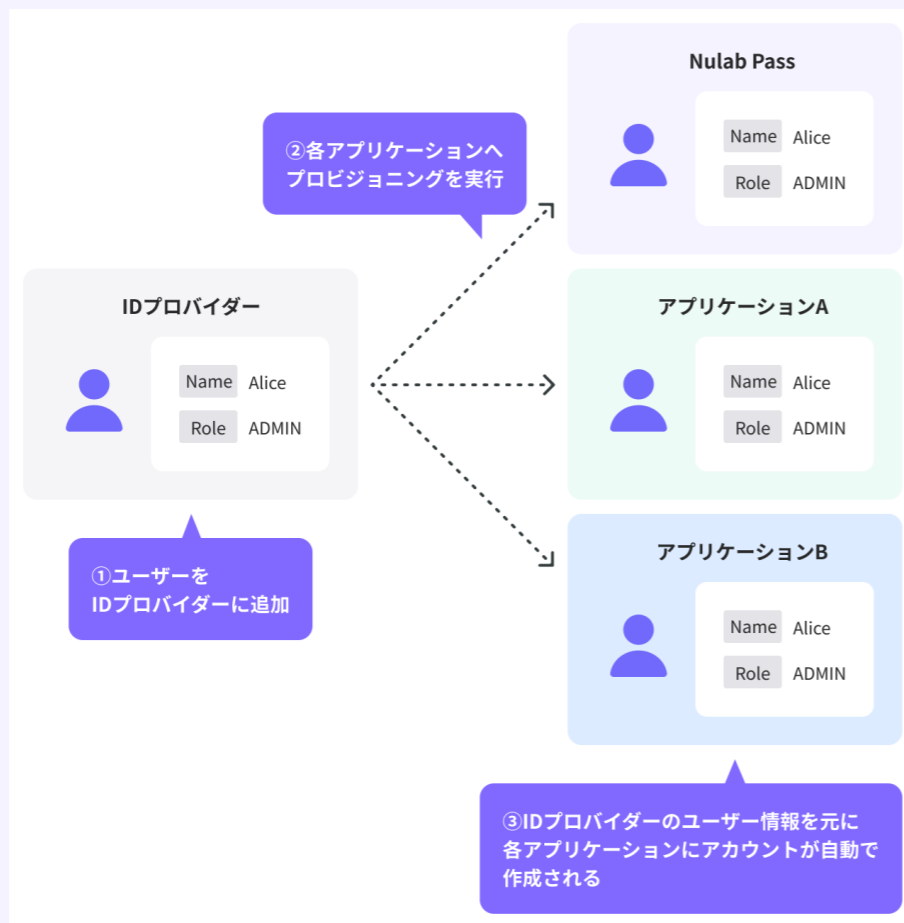 Nulab Pass
Name Alice
Role ADMIN
②各アプリケーションへ
プロビジョニングを実行
IDプロバイダー
Name Alice
Role ADMIN
アプリケーションA
Name Alice
Role ADMIN
①ユーザーを
IDプロバイダーに追加
アプリケーションB
Name Alice
Role ADMIN
③IDプロバイダーのユーザー情報を元に
各アプリケーションにアカウントが自動で
作成される